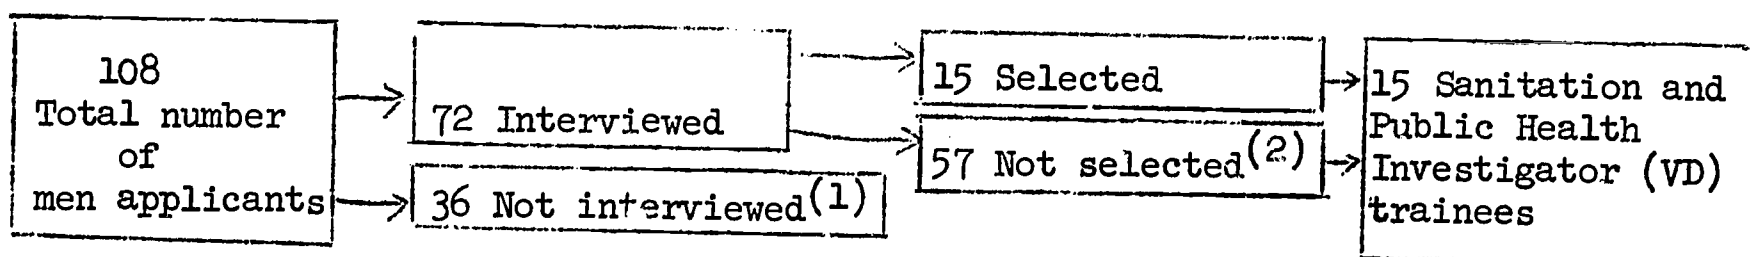 108
Total number
of
men applicants
72 Interviewed
36 Not interviewed(1)
15 Selected
57 Not selected(2)
15 Sanitation and
Public Health
Investigator (VD)
trainees